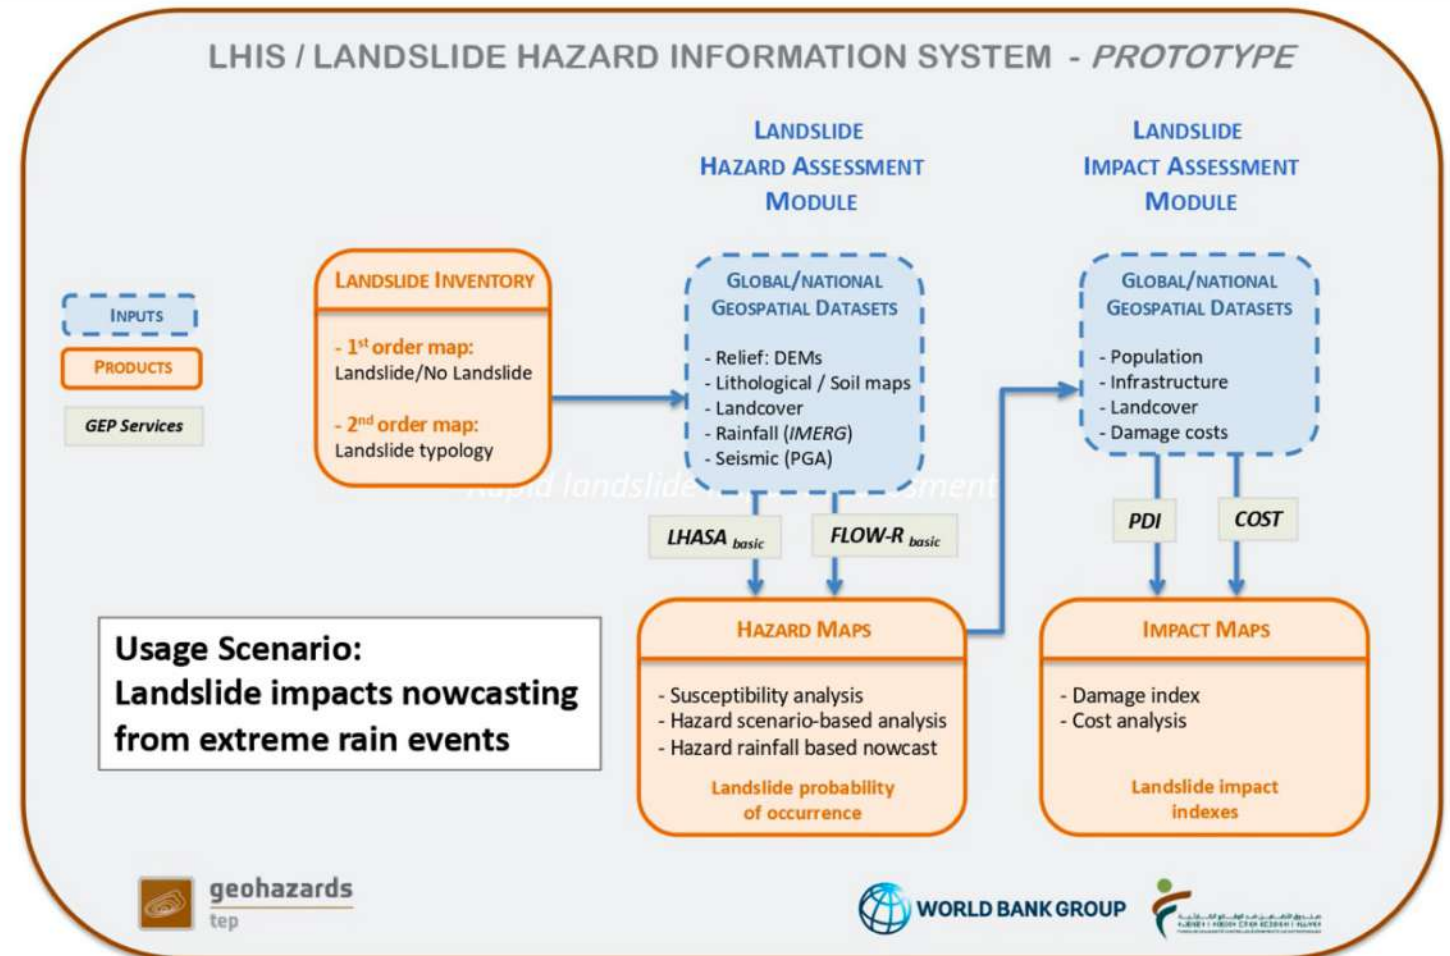 LHIS / LANDSLIDE HAZARD INFORMATION SYSTEM - PROTOTYPE
LANDSLIDE
HAZARD ASSESSMENT
MODULE
LANDSLIDE
IMPACT ASSESSMENT
MODULE
INPUTS
PRODUCTS
GEP Services
LANDSLIDE INVENTORY
- 1st order map:
Landslide/No Landslide
- 2nd order map:
Landslide typology
GLOBAL/NATIONAL
GEOSPATIAL DATASETS
- Relief: DEMs
- Lithological / Soil maps
- Landcover
- Rainfall (IMERG)
- Seismic (PGA)
GLOBAL/NATIONAL
GEOSPATIAL DATASETS
- Population
- Infrastructure
- Landcover
- Damage costs
Rapid landslide
LHASA basic
FLOW-R basic
PDI
COST
HAZARD MAPS
- Susceptibility analysis
- Hazard scenario-based analysis
- Hazard rainfall based nowcast
Landslide probability
of occurrence
IMPACT MAPS
- Damage index
- Cost analysis
Landslide impact
indexes
Usage Scenario:
Landslide impacts nowcasting
from extreme rain events
geohazards
tep
WORLD BANK GROUP